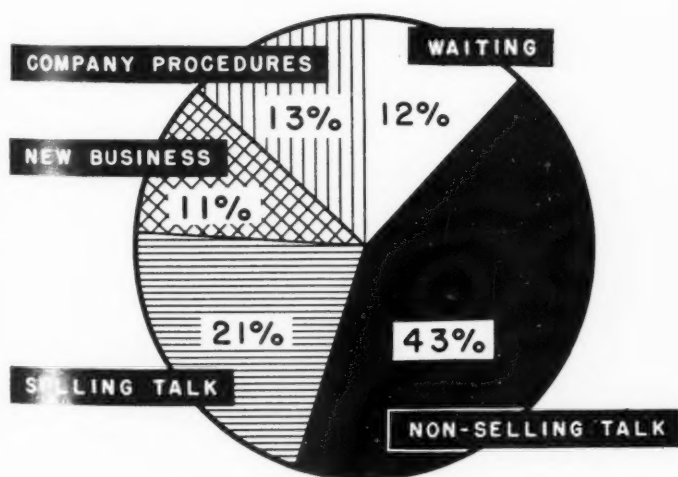 WAITING
COMPANY PROCEDURES
13%
12%
NEW BUSINESS
11%
21%
43%
SELLING TALK
NON-SELLING TALK